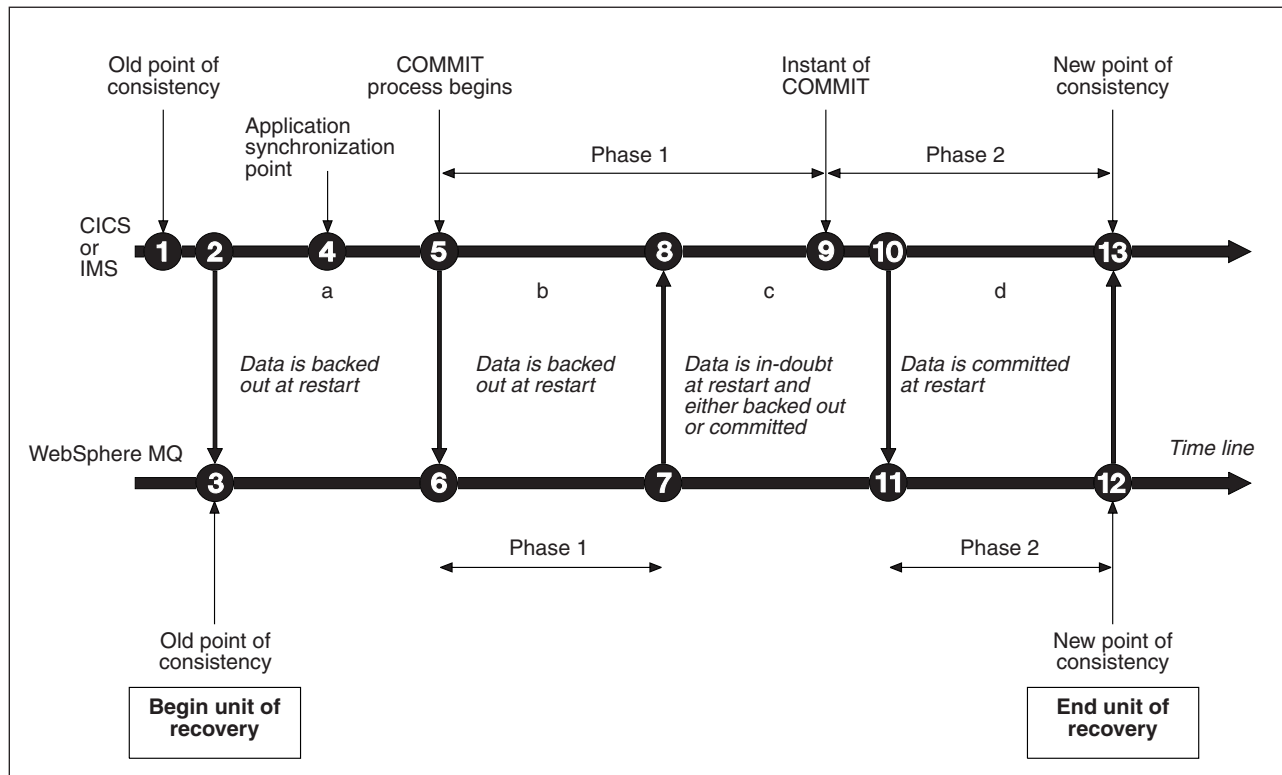 Old point of
consistency
COMMIT
process begins
Instant of
COMMIT
New point of
consistency
Application
synchronization
point
Phase 1
Phase 2
CICS
or
IMS
1
2
4
5
8
9
10
13
a
b
c
d
Data is backed
out at restart
Data is backed
out at restart
Data is in-doubt
at restart and
either backed out
or committed
Data is committed
at restart
WebSphere MQ
Time line
3
6
7
11
12
Phase 1
Phase 2
Old point of
consistency
New point of
consistency
Begin unit of
recovery
End unit of
recovery